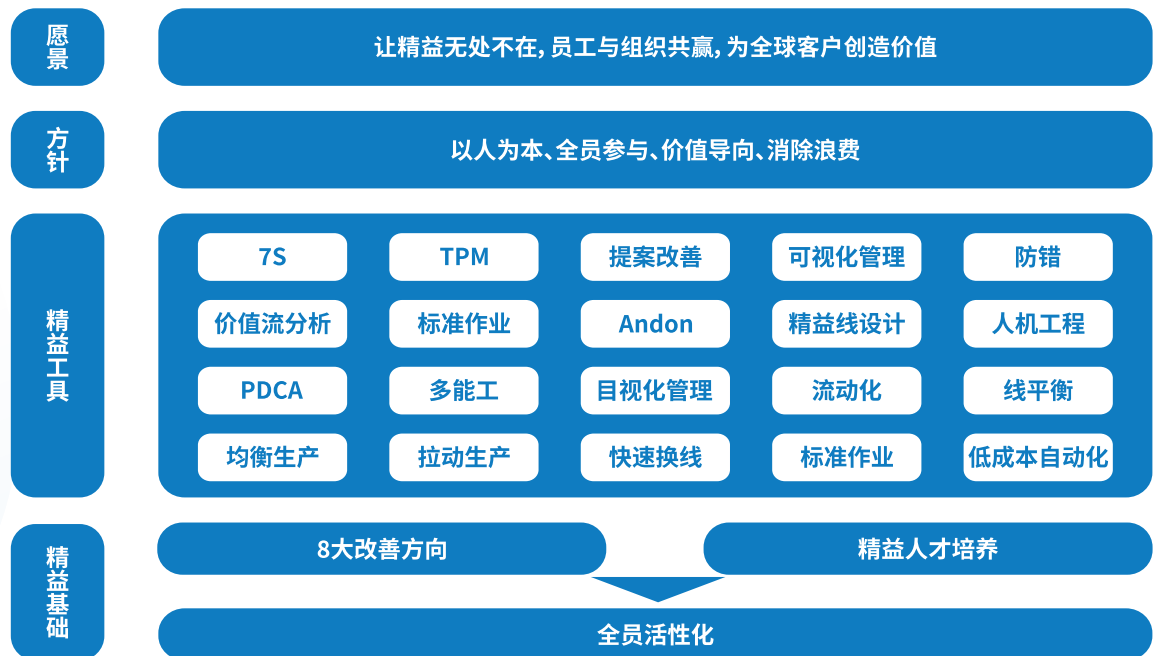 愿景
让精益无处不在，员工与组织共赢，为全球客户创造价值
方针
以人为本、全员参与、价值导向、消除浪费
精益工具
7S
TPM
提案改善
可视化管理
防错
价值流分析
标准作业
Andon
精益线设计
人机工程
PDCA
多能工
目视化管理
流动化
线平衡
均衡生产
拉动生产
快速换线
标准作业
低成本自动化
精益基础
8大改善方向
精益人才培养
全员活性化